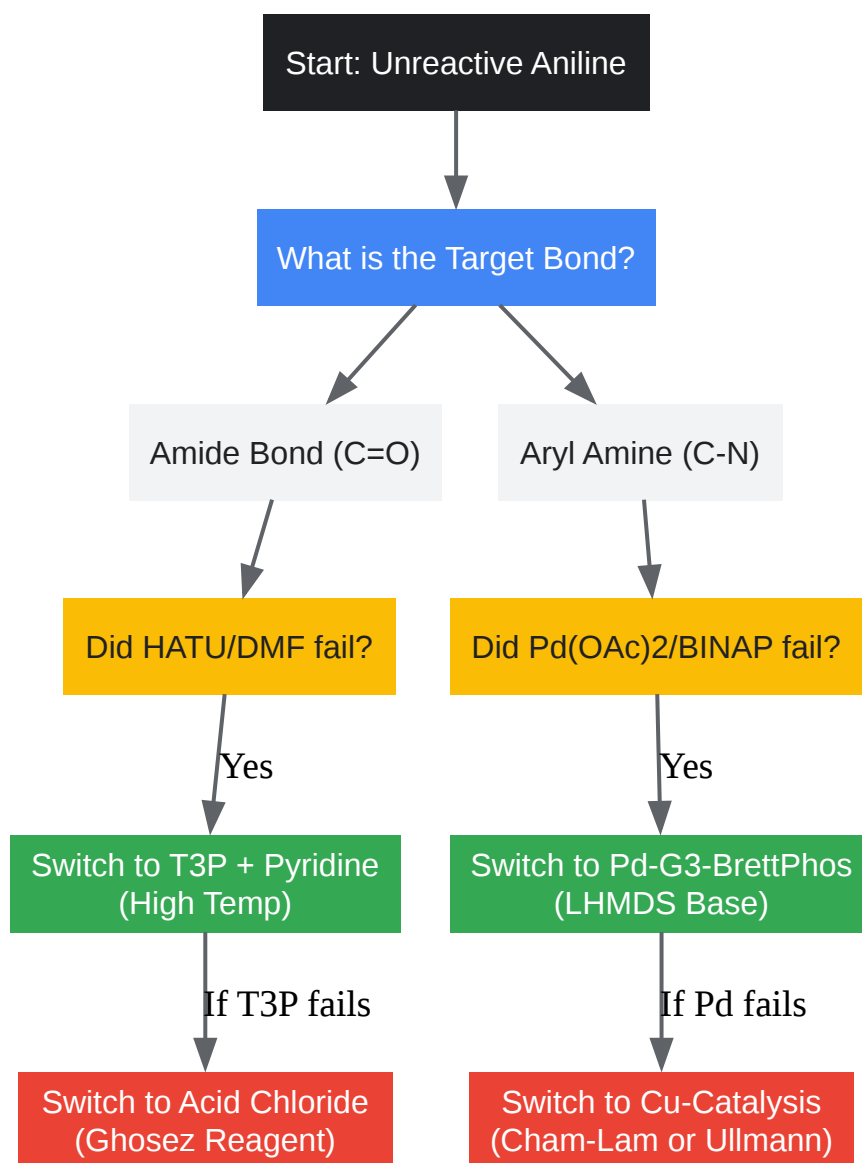 Start: Unreactive Aniline
What is the Target Bond?
Amide Bond (C=O)
Aryl Amine (C-N)
Did HATU/DMF fail?
Did Pd(OAc)2/BINAP fail?
Yes
Yes
Switch to T3P + Pyridine
(High Temp)
Switch to Pd-G3-BrettPhos
(LHMDS Base)
If T3P fails
If Pd fails
Switch to Acid Chloride
(Ghosez Reagent)
Switch to Cu-Catalysis
(Cham-Lam or Ullmann)